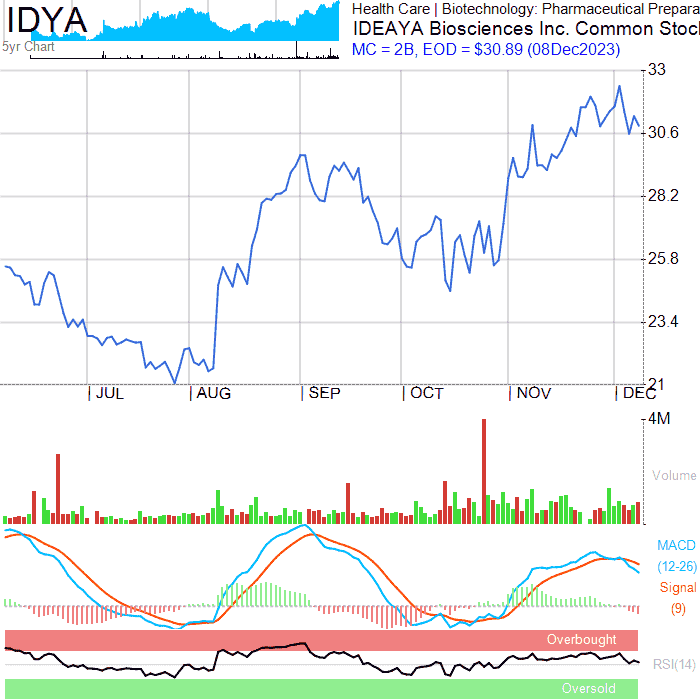 IDYA
5yr Chart
Health Care | Biotechnology: Pharmaceutical Prepara
IDEAYA Biosciences Inc. Common Stoc
MC = 2B, EOD = $30.89 (08Dec2023)
33
30.6
28.2
25.8
23.4
21
JUL AUG SEP OCT NOV DEC
4M
Volume
MACD
(12-26)
Signal
(9)
Overbought
RSI(14)
Oversold